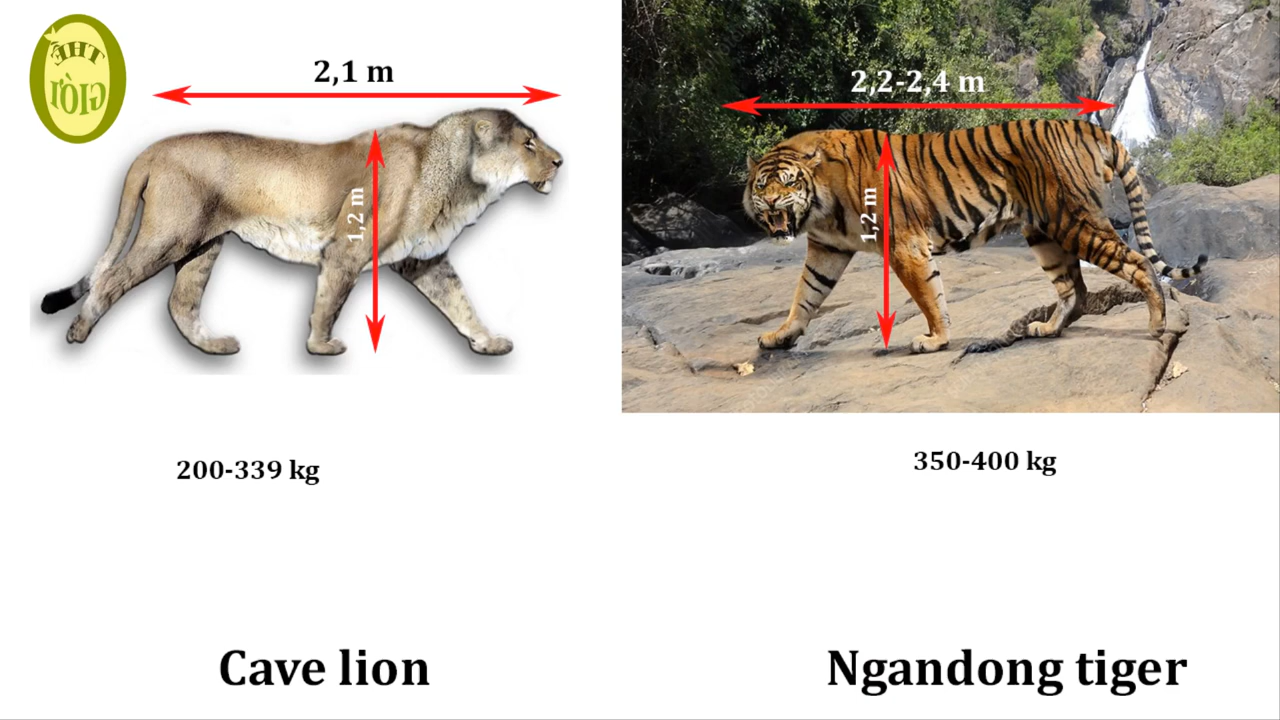 THẾ
GIỚI
2,1 m
1,2 m
200-339 kg
Cave lion
2,2-2,4 m
1,2 m
350-400 kg
Ngandong tiger